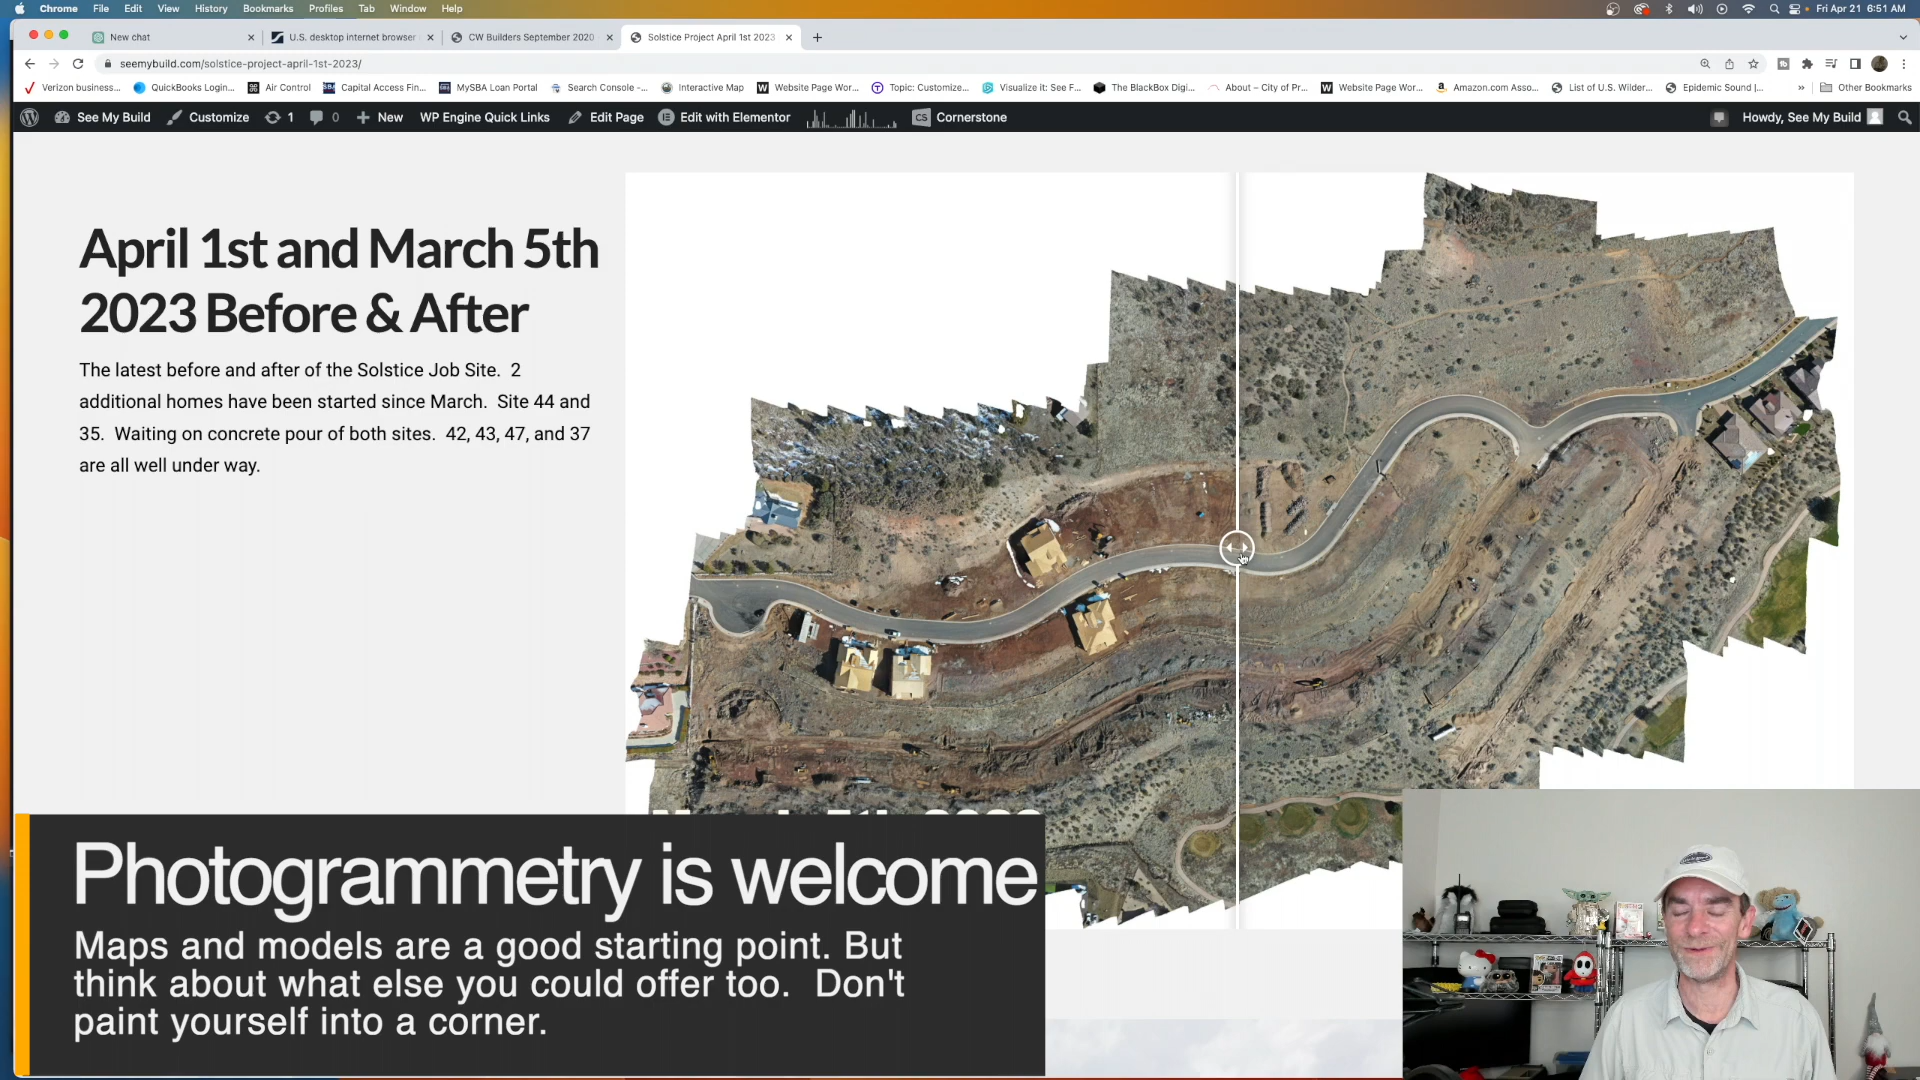 Chrome File Edit View History Bookmarks Profiles Tab Window Help
Fri Apr 21 6:51 AM
New chat
U.S. desktop internet browser
CW Builders September 2020
Solstice Project April 1st 2023
seemybuild.com/solstice-project-april-1st-2023/
Verizon business... QuickBooks Login... Air Control Capital Access Fin... MySBA Loan Portal Search Console -... Interactive Map Website Page Wor... Topic: Customize... Visualize it: See F... The BlackBox Digi... About – City of Pr... Website Page Wor... Amazon.com Asso... List of U.S. Wilder... Epidemic Sound |... » Other Bookmarks
See My Build Customize 1 0 New WP Engine Quick Links Edit Page Edit with Elementor CS Cornerstone
Howdy, See My Build
April 1st and March 5th
2023 Before & After
The latest before and after of the Solstice Job Site. 2
additional homes have been started since March. Site 44 and
35. Waiting on concrete pour of both sites. 42, 43, 47, and 37
are all well under way.
Photogrammetry is welcome
Maps and models are a good starting point. But
think about what else you could offer too. Don't
paint yourself into a corner.